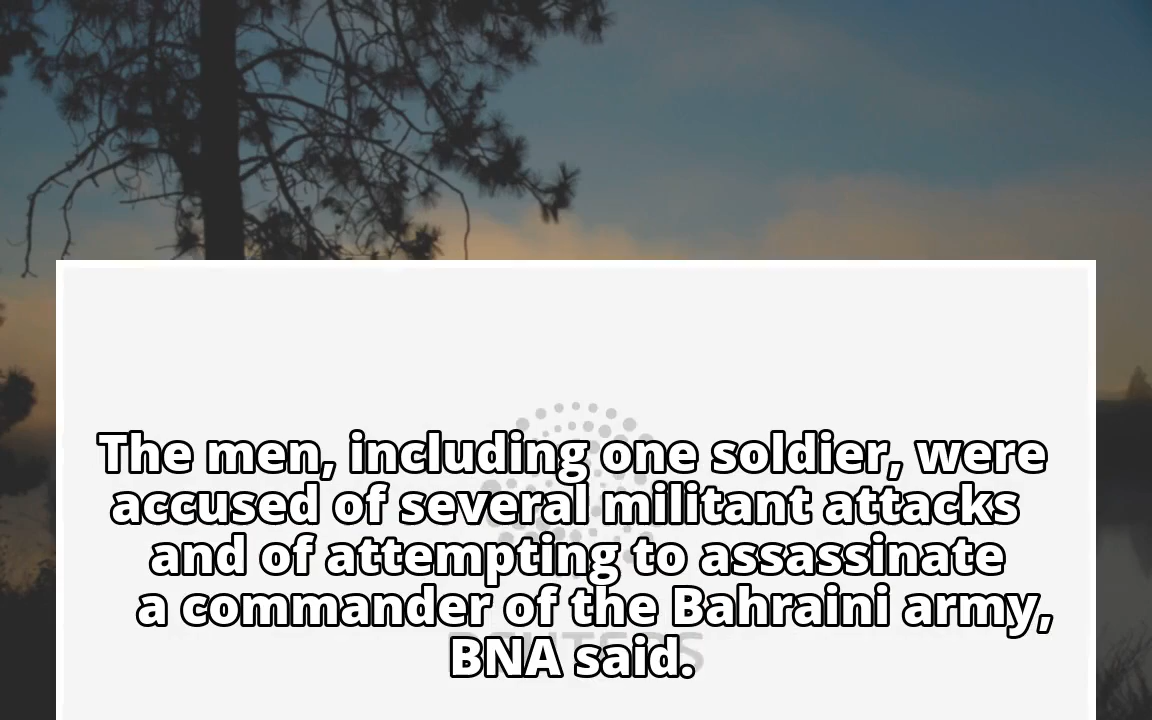 The men, including one soldier, were
accused of several militant attacks
and of attempting to assassinate
a commander of the Bahraini army,
BNA said.
REUTERS